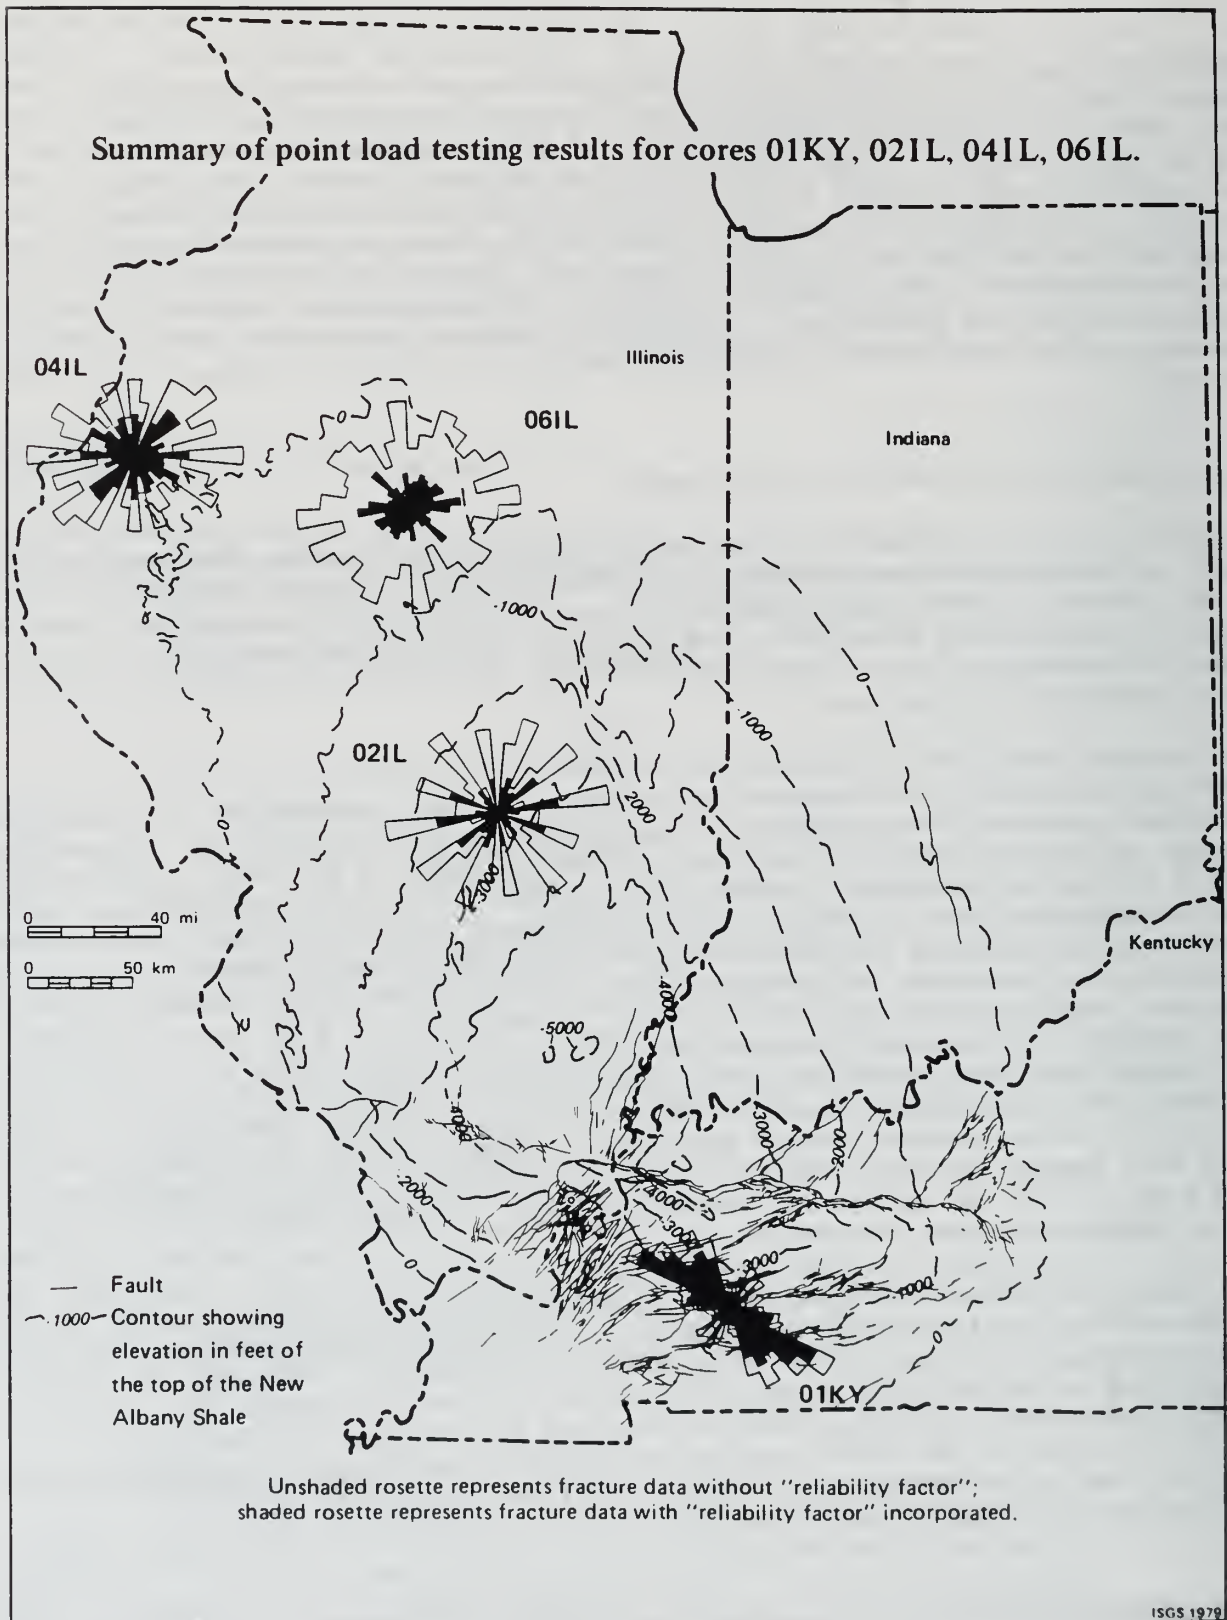 Summary of point load testing results for cores 01KY, 02IL, 04IL, 06IL.
Illinois
04IL
06IL
Indiana
0
-1000
0
-1000
02IL
2000
-3000
0
0 40 mi
0 50 km
Kentucky
-4000
-5000
-4000
-3000
-2000
-2000
-4000
-3000
-3000
0
-1000
0
01KY
Fault
-1000 Contour showing
elevation in feet of
the top of the New
Albany Shale
Unshaded rosette represents fracture data without "reliability factor";
shaded rosette represents fracture data with "reliability factor" incorporated.
ISGS 1979